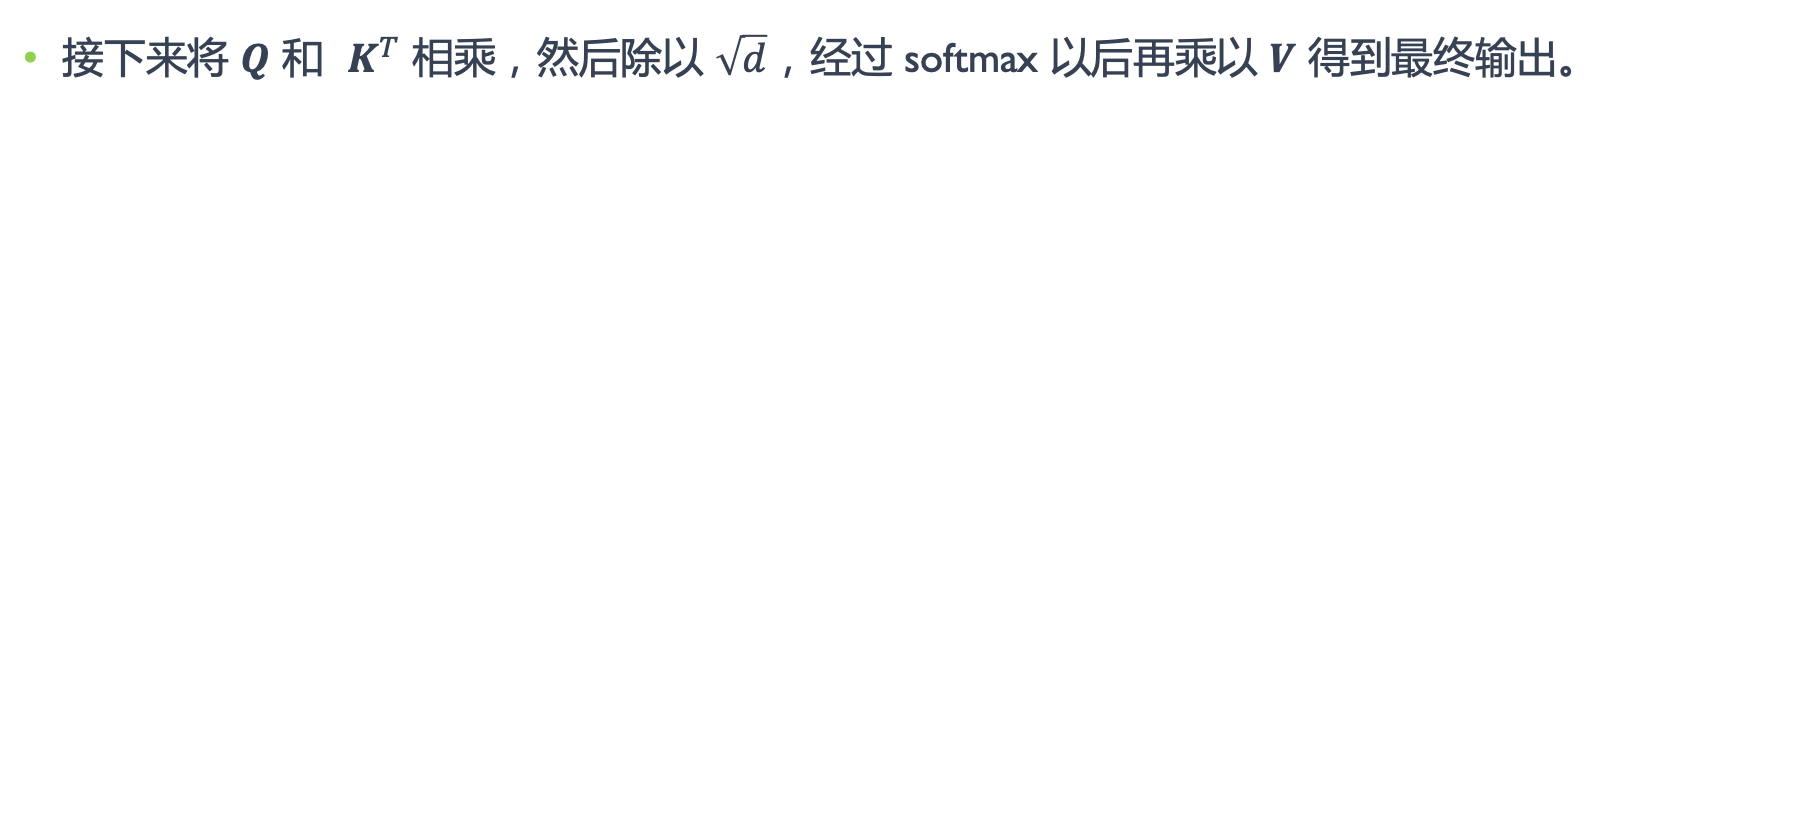 • 接下来将 Q 和 K^T 相乘，然后除以 √d，经过 softmax 以后再乘以 V 得到最终输出。